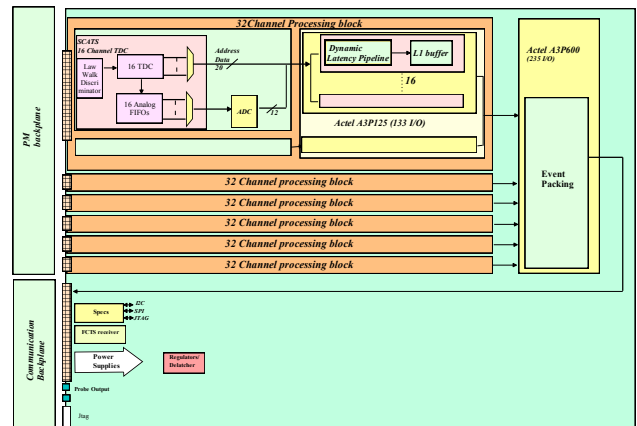 32Channel Processing block
SCATS
16 Channel TDC
Law
Walk
Discri
minator
16 TDC
16 Analog
FIFOs
Address
Data
20
ADC
12
Dynamic
Latency Pipeline
L1 buffer
16
Actel A3P125 (133 I/O)
Actel A3P600
(235 I/O)
Event
Packing
PM
backplane
32 Channel processing block
32 Channel processing block
32 Channel processing block
32 Channel processing block
32 Channel processing block
Communication
Backplane
Specs
I2C
SPI
JTAG
FCTS receiver
Power
Supplies
Regulators/
Delatcher
Probe Output
Jtag